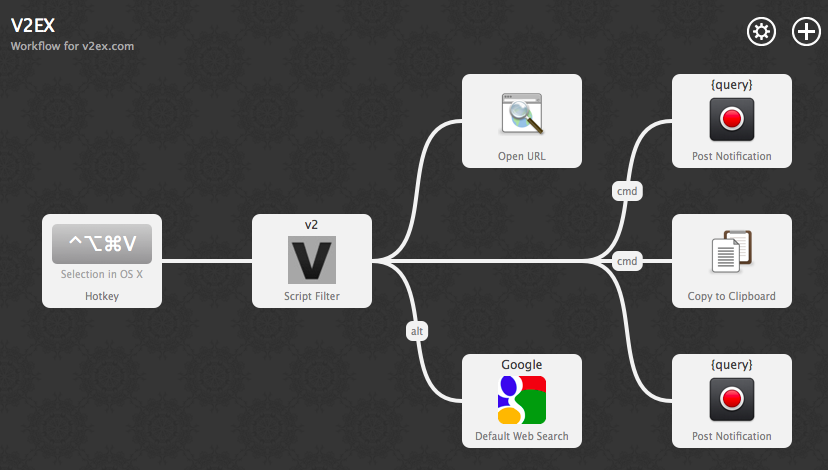 V2EX
Workflow for v2ex.com
{query}
Open URL
Post Notification
cmd
^⌥⌘V
Selection in OS X
Hotkey
v2
V
Script Filter
cmd
Copy to Clipboard
alt
Google
Default Web Search
{query}
Post Notification